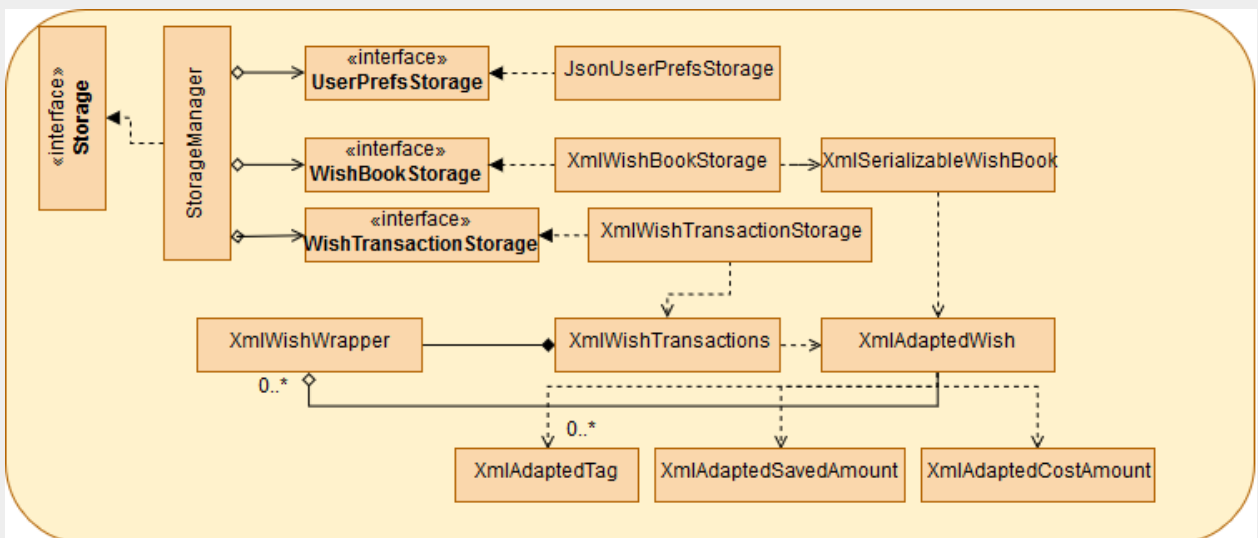 «interface»
Storage
StorageManager
«interface»
UserPrefsStorage
JsonUserPrefsStorage
«interface»
WishBookStorage
XmlWishBookStorage
XmlSerializableWishBook
«interface»
WishTransactionStorage
XmlWishTransactionStorage
XmlWishWrapper
XmlWishTransactions
XmlAdaptedWish
0..*
0..*
XmlAdaptedTag
XmlAdaptedSavedAmount
XmlAdaptedCostAmount